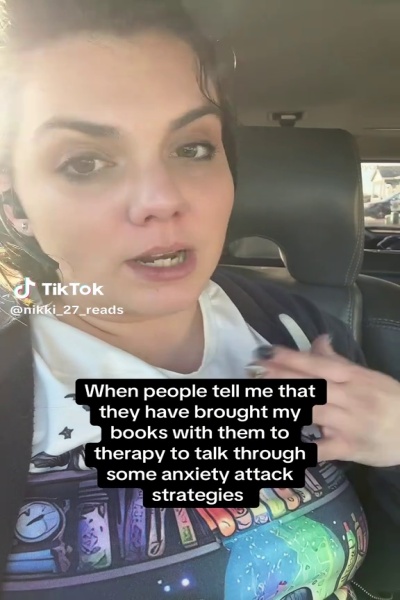 TikTok
@nikki_27_reads
When people tell me that
they have brought my
books with them to
therapy to talk through
some anxiety attack
strategies